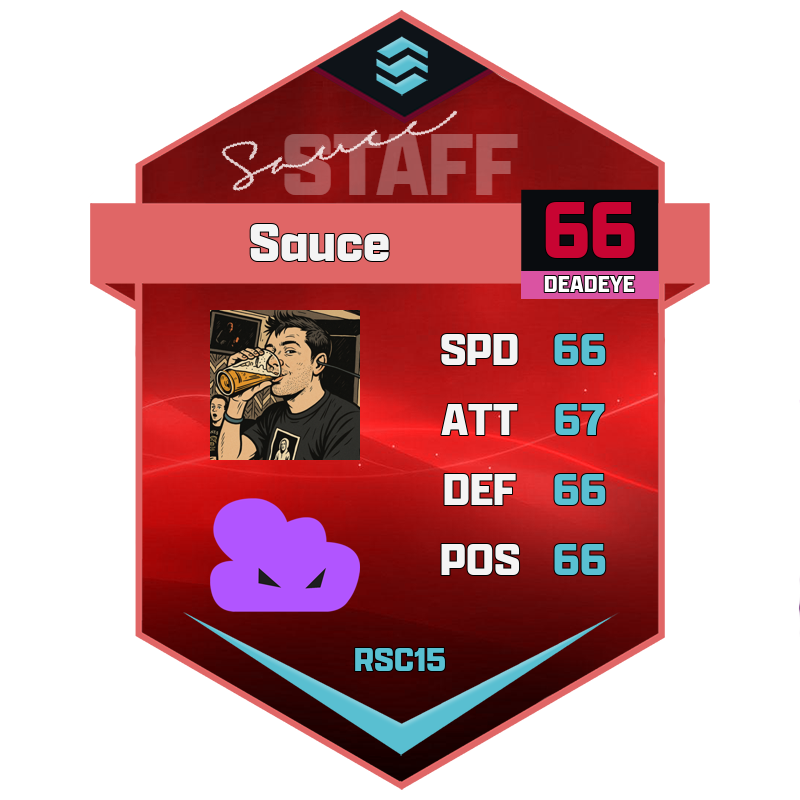 STAFF
Sauce
Sauce
66
DEADEYE
SPD 66
ATT 67
DEF 66
POS 66
RSC15